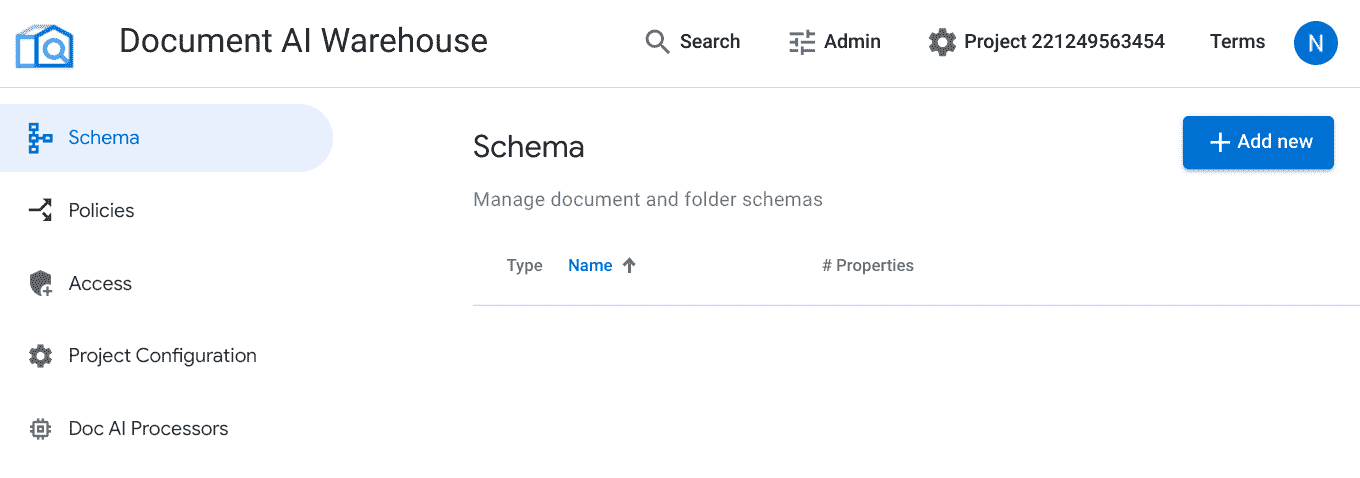 Document AI Warehouse Search Admin Project 221249563454 Terms N
Schema
Policies
Access
Project Configuration
Doc AI Processors
Schema
+ Add new
Manage document and folder schemas
Type Name ↑ # Properties